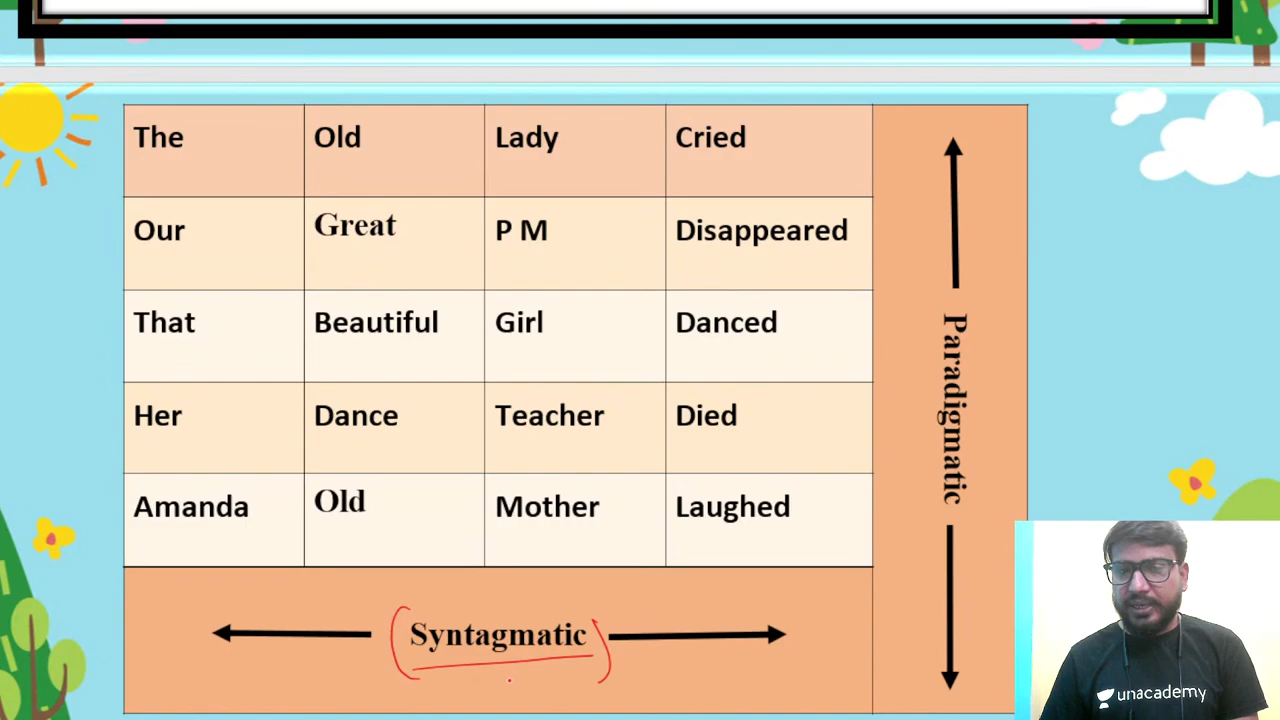 The Old Lady Cried
Our Great P M Disappeared
That Beautiful Girl Danced
Her Dance Teacher Died
Amanda Old Mother Laughed
Paradigmatic
Syntagmatic
unacademy